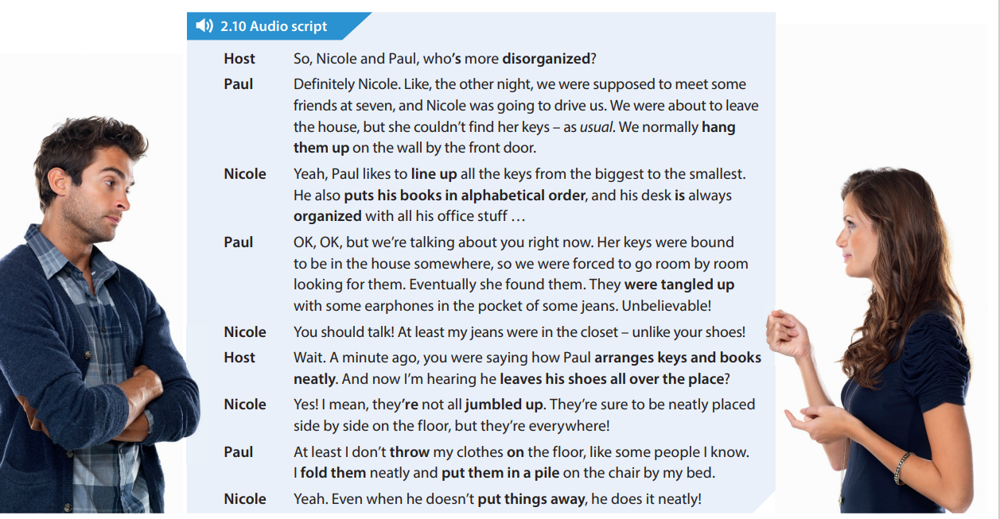 2.10 Audio script
Host So, Nicole and Paul, who's more disorganized?
Paul Definitely Nicole. Like, the other night, we were supposed to meet some
friends at seven, and Nicole was going to drive us. We were about to leave
the house, but she couldn't find her keys – as usual. We normally hang
them up on the wall by the front door.
Nicole Yeah, Paul likes to line up all the keys from the biggest to the smallest.
He also puts his books in alphabetical order, and his desk is always
organized with all his office stuff …
Paul OK, OK, but we're talking about you right now. Her keys were bound
to be in the house somewhere, so we were forced to go room by room
looking for them. Eventually she found them. They were tangled up
with some earphones in the pocket of some jeans. Unbelievable!
Nicole You should talk! At least my jeans were in the closet – unlike your shoes!
Host Wait. A minute ago, you were saying how Paul arranges keys and books
neatly. And now I'm hearing he leaves his shoes all over the place?
Nicole Yes! I mean, they're not all jumbled up. They're sure to be neatly placed
side by side on the floor, but they're everywhere!
Paul At least I don't throw my clothes on the floor, like some people I know.
I fold them neatly and put them in a pile on the chair by my bed.
Nicole Yeah. Even when he doesn't put things away, he does it neatly!